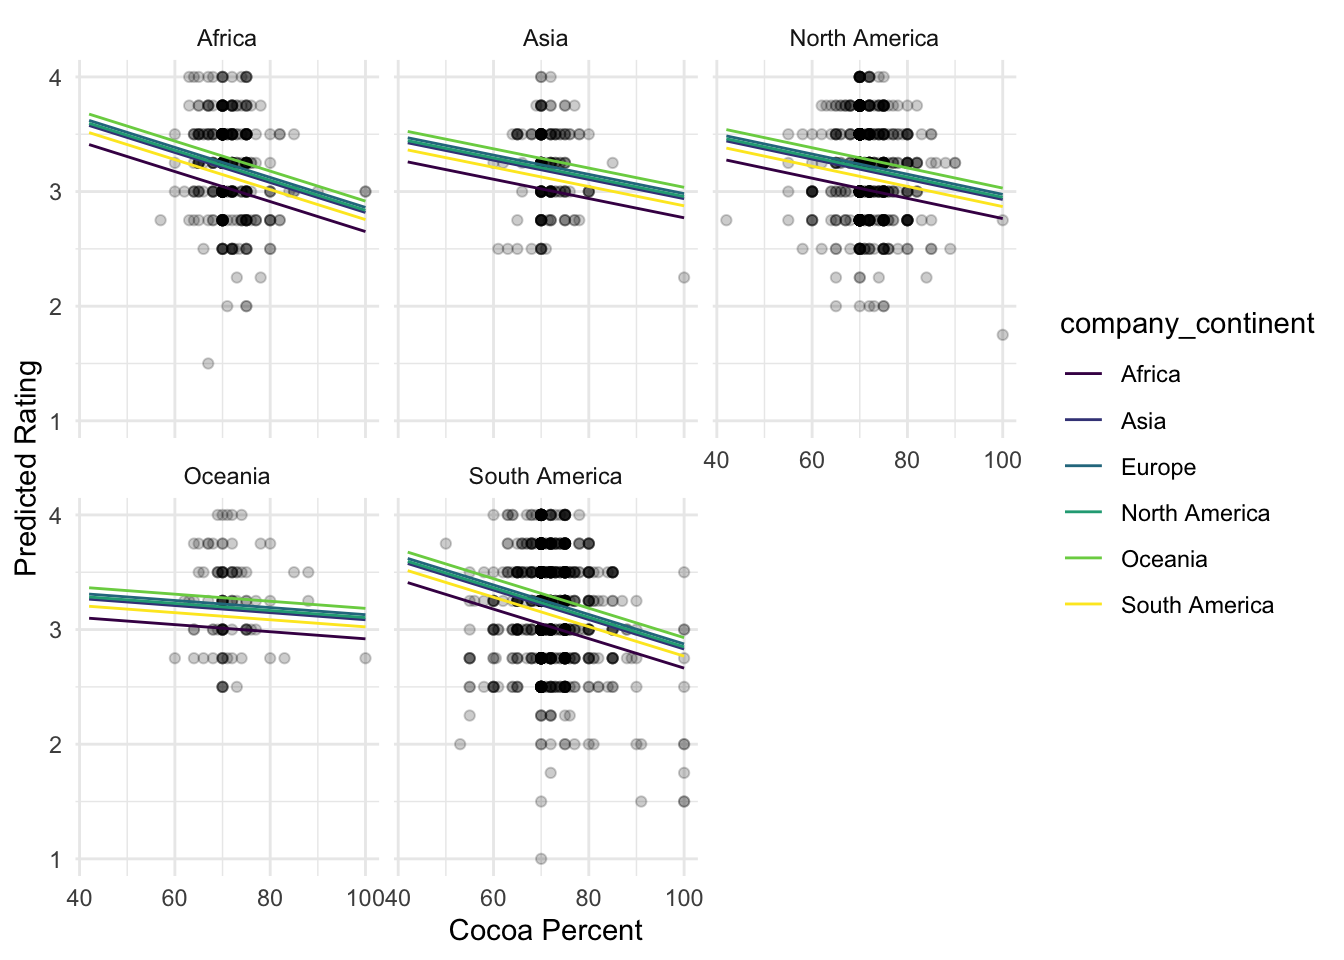 Africa
Asia
North America
4
3
2
1
40 60 80 100
Oceania
South America
4
3
2
1
40 60 80 100
40 60 80 100
Cocoa Percent
Predicted Rating
company_continent
Africa
Asia
Europe
North America
Oceania
South America